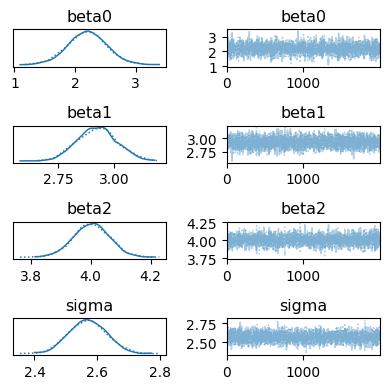 beta0 beta0
1 2 3 1 2 3 0 1000
beta1 beta1
2.75 3.00 2.75 3.00 0 1000
beta2 beta2
3.8 4.0 4.2 3.75 4.00 4.25 0 1000
sigma sigma
2.4 2.6 2.8 2.50 2.75 0 1000